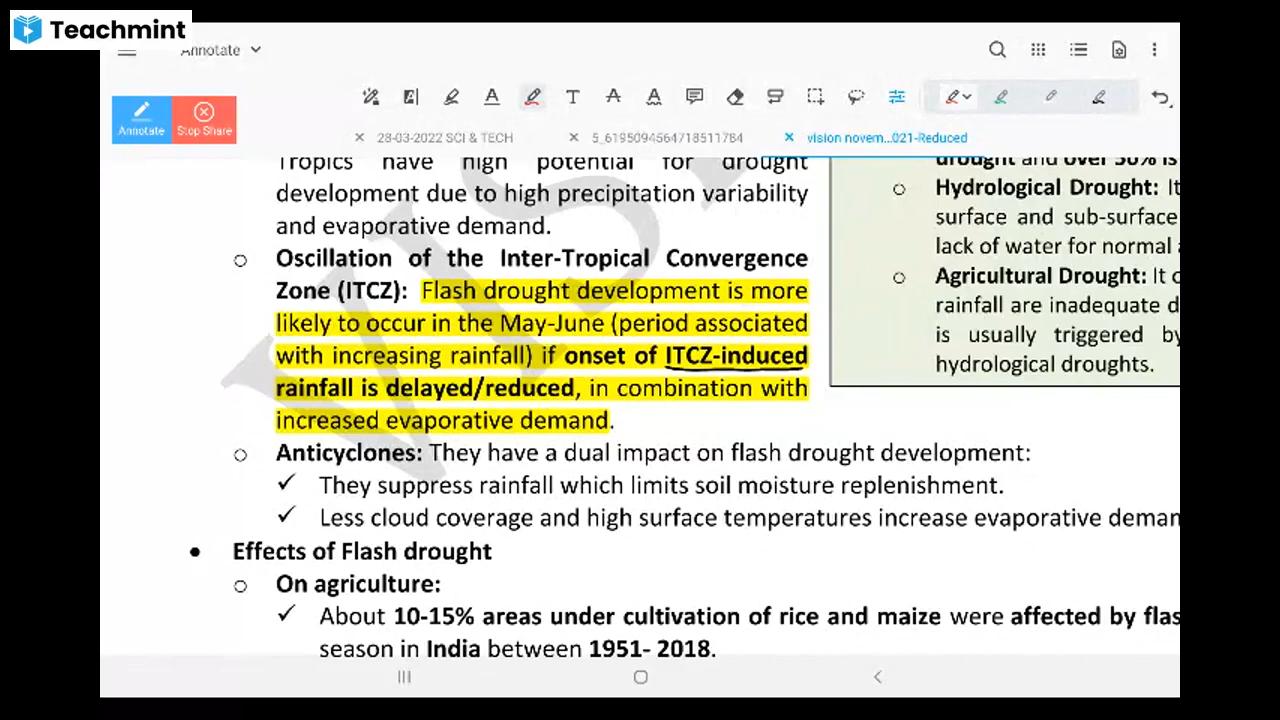 Teachmint
Annotate
Annotate
Stop Share
28-03-2022 SCI & TECH
5_6195094564718511784
vision novem...021-Reduced
Tropics have high potential for drought
development due to high precipitation variability
and evaporative demand.
Oscillation of the Inter-Tropical Convergence
Zone (ITCZ): Flash drought development is more
likely to occur in the May-June (period associated
with increasing rainfall) if onset of ITCZ-induced
rainfall is delayed/reduced, in combination with
increased evaporative demand.
Anticyclones: They have a dual impact on flash drought development:
✓ They suppress rainfall which limits soil moisture replenishment.
✓ Less cloud coverage and high surface temperatures increase evaporative deman
• Effects of Flash drought
On agriculture:
✓ About 10-15% areas under cultivation of rice and maize were affected by flas
season in India between 1951- 2018.
drought and over 50% is
Hydrological Drought: It
surface and sub-surface
lack of water for normal
Agricultural Drought: It
rainfall are inadequate
is usually triggered by
hydrological droughts.
VIS